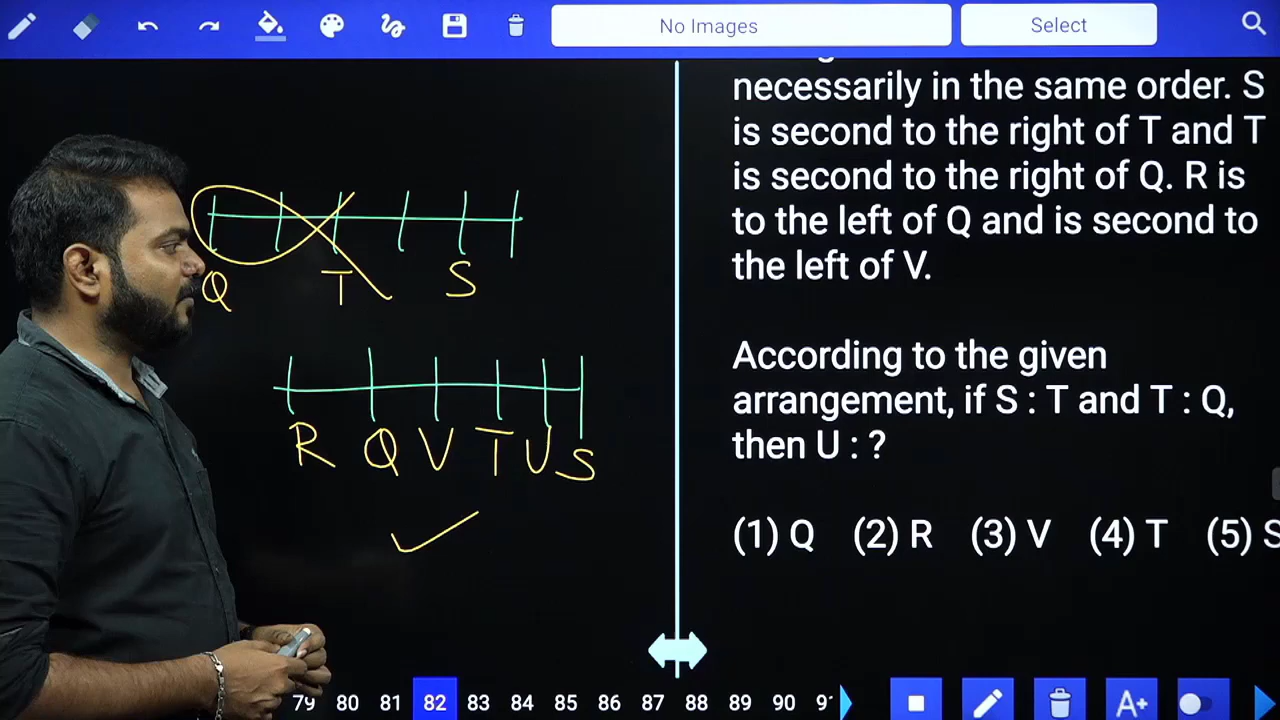 No Images Select
necessarily in the same order. S
is second to the right of T and T
is second to the right of Q. R is
to the left of Q and is second to
the left of V.
According to the given
arrangement, if S : T and T : Q,
then U : ?
(1) Q (2) R (3) V (4) T (5) S
Q T S
R Q V T U S
79 80 81 82 83 84 85 86 87 88 89 90 91
A+